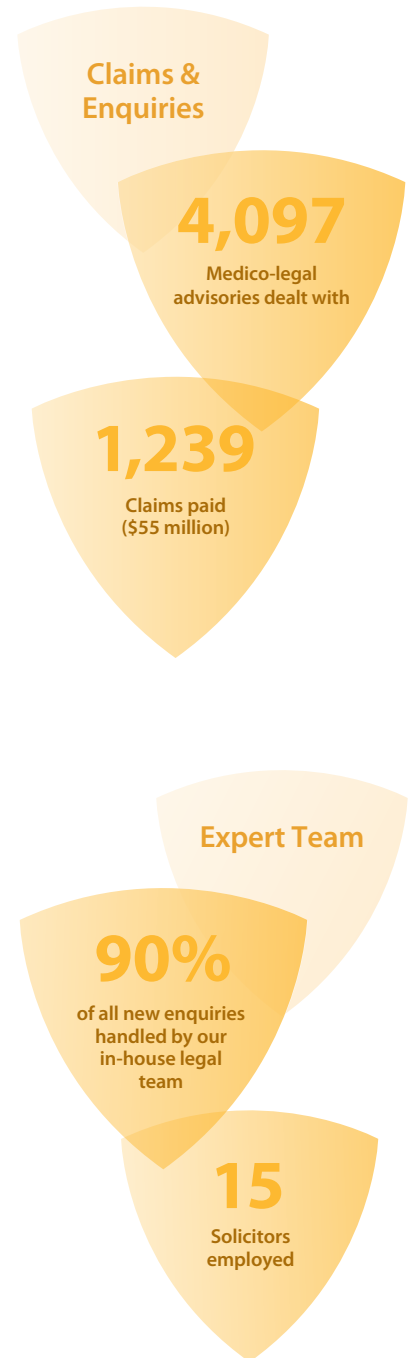 Claims &
Enquiries
4,097
Medico-legal
advisories dealt with
1,239
Claims paid
($55 million)
Expert Team
90%
of all new enquiries
handled by our
in-house legal
team
15
Solicitors
employed